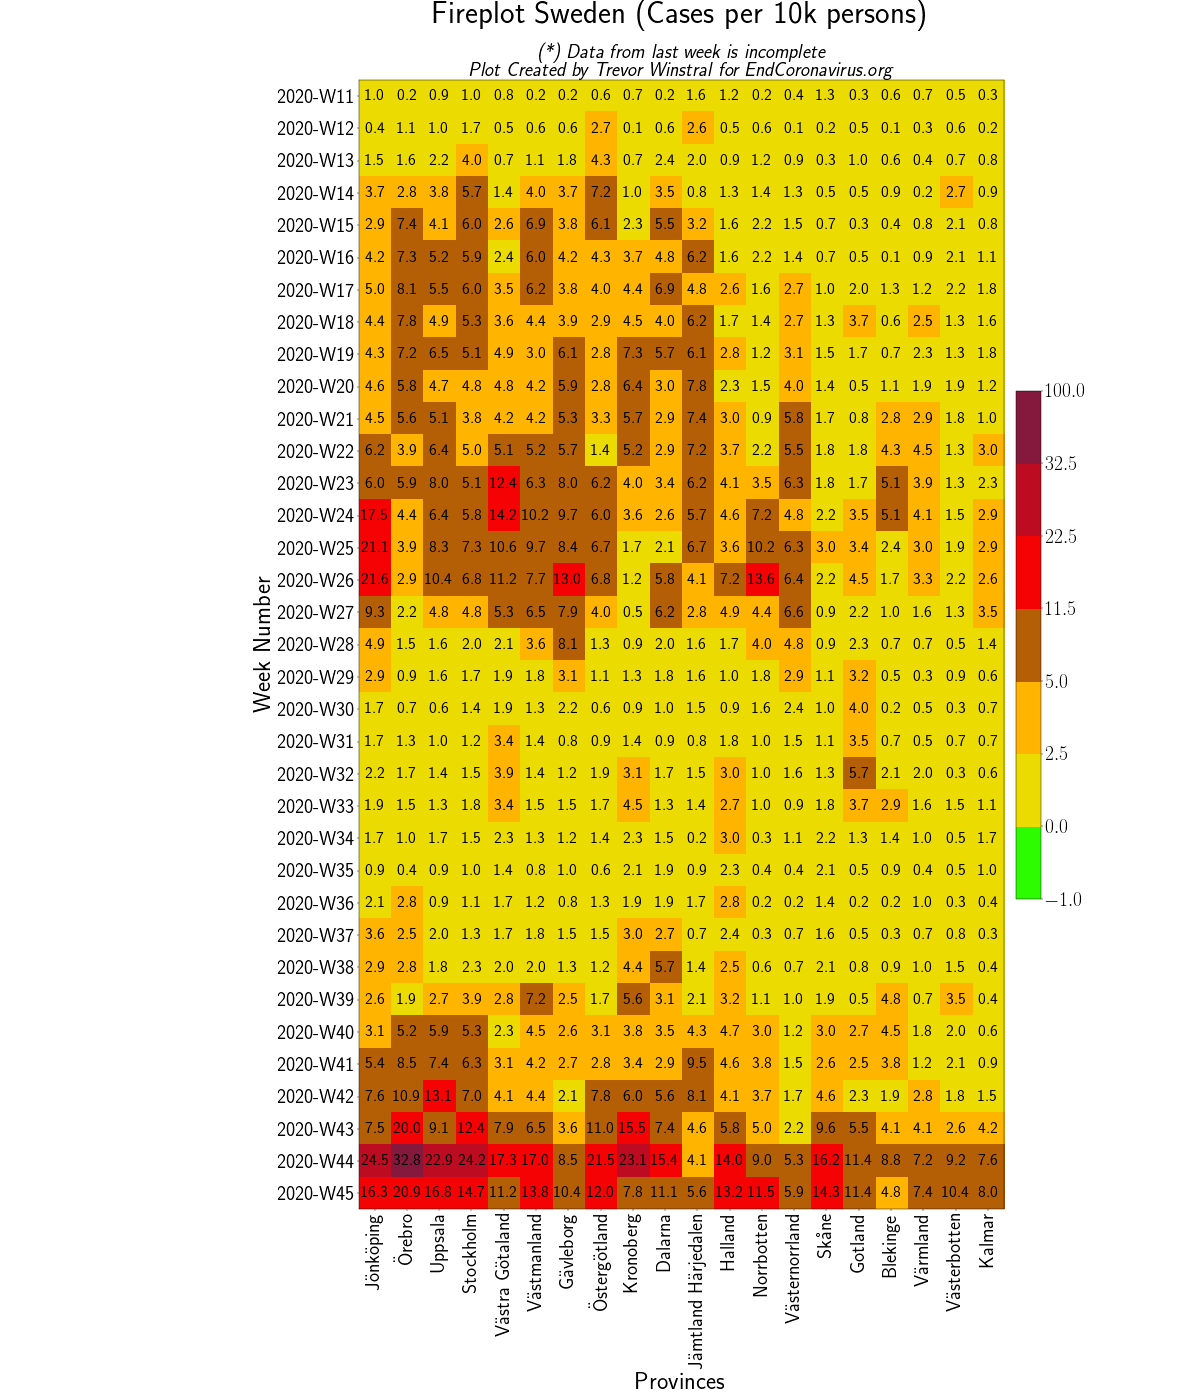 Fireplot Sweden (Cases per 10k persons)
(*) Data from last week is incomplete
Plot Created by Trevor Winstral for EndCoronavirus.org
2020-W11 1.0 0.2 0.9 1.0 0.8 0.2 0.2 0.6 0.7 0.2 1.6 1.2 0.2 0.4 1.3 0.3 0.6 0.7 0.5 0.3
2020-W12 0.4 1.1 1.0 1.7 0.5 0.6 0.6 2.7 0.1 0.6 2.6 0.5 0.6 0.1 0.2 0.5 0.1 0.3 0.6 0.2
2020-W13 1.5 1.6 2.2 4.0 0.7 1.1 1.8 4.3 0.7 2.4 2.0 0.9 1.2 0.9 0.3 1.0 0.6 0.4 0.7 0.8
2020-W14 3.7 2.8 3.8 5.7 1.4 4.0 3.7 7.2 1.0 3.5 0.8 1.3 1.4 1.3 0.5 0.5 0.9 0.2 2.7 0.9
2020-W15 2.9 7.4 4.1 6.0 2.6 6.9 3.8 6.1 2.3 5.5 3.2 1.6 2.2 1.5 0.7 0.3 0.4 0.8 2.1 0.8
2020-W16 4.2 7.3 5.2 5.9 2.4 6.0 4.2 4.3 3.7 4.8 6.2 1.6 2.2 1.4 0.7 0.5 0.1 0.9 2.1 1.1
2020-W17 5.0 8.1 5.5 6.0 3.5 6.2 3.8 4.0 4.4 6.9 4.8 2.6 1.6 2.7 1.0 2.0 1.3 1.2 2.2 1.8
2020-W18 4.4 7.8 4.9 5.3 3.6 4.4 3.9 2.9 4.5 4.0 6.2 1.7 1.4 2.7 1.3 3.7 0.6 2.5 1.3 1.6
2020-W19 4.3 7.2 6.5 5.1 4.9 3.0 6.1 2.8 7.3 5.7 6.1 2.8 1.2 3.1 1.5 1.7 0.7 2.3 1.3 1.8
2020-W20 4.6 5.8 4.7 4.8 4.8 4.2 5.9 2.8 6.4 3.0 7.8 2.3 1.5 4.0 1.4 0.5 1.1 1.9 1.9 1.2
2020-W21 4.5 5.6 5.1 3.8 4.2 4.2 5.3 3.3 5.7 2.9 7.4 3.0 0.9 5.8 1.7 0.8 2.8 2.9 1.8 1.0
2020-W22 6.2 3.9 6.4 5.0 5.1 5.2 5.7 1.4 5.2 2.9 7.2 3.7 2.2 5.5 1.8 1.8 4.3 4.5 1.3 3.0
2020-W23 6.0 5.9 8.0 5.1 12.4 6.3 8.0 6.2 4.0 3.4 6.2 4.1 3.5 6.3 1.8 1.7 5.1 3.9 1.3 2.3
2020-W24 17.5 4.4 6.4 5.8 14.2 10.2 9.7 6.0 3.6 2.6 5.7 4.6 7.2 4.8 2.2 3.5 5.1 4.1 1.5 2.9
2020-W25 21.1 3.9 8.3 7.3 10.6 9.7 8.4 6.7 1.7 2.1 6.7 3.6 10.2 6.3 3.0 3.4 2.4 3.0 1.9 2.9
2020-W26 21.6 2.9 10.4 6.8 11.2 7.7 13.0 6.8 1.2 5.8 4.1 7.2 13.6 6.4 2.2 4.5 1.7 3.3 2.2 2.6
2020-W27 9.3 2.2 4.8 4.8 5.3 6.5 7.9 4.0 0.5 6.2 2.8 4.9 4.4 6.6 0.9 2.2 1.0 1.6 1.3 3.5
2020-W28 4.9 1.5 1.6 2.0 2.1 3.6 8.1 1.3 0.9 2.0 1.6 1.7 4.0 4.8 0.9 2.3 0.7 0.7 0.5 1.4
2020-W29 2.9 0.9 1.6 1.7 1.9 1.8 3.1 1.1 1.3 1.8 1.6 1.0 1.8 2.9 1.1 3.2 0.5 0.3 0.9 0.6
2020-W30 1.7 0.7 0.6 1.4 1.9 1.3 2.2 0.6 0.9 1.0 1.5 0.9 1.6 2.4 1.0 4.0 0.2 0.5 0.3 0.7
2020-W31 1.7 1.3 1.0 1.2 3.4 1.4 0.8 0.9 1.4 0.9 0.8 1.8 1.0 1.5 1.1 3.5 0.7 0.5 0.7 0.7
2020-W32 2.2 1.7 1.4 1.5 3.9 1.4 1.2 1.9 3.1 1.7 1.5 3.0 1.0 1.6 1.3 5.7 2.1 2.0 0.3 0.6
2020-W33 1.9 1.5 1.3 1.8 3.4 1.5 1.5 1.7 4.5 1.3 1.4 2.7 1.0 0.9 1.8 3.7 2.9 1.6 1.5 1.1
2020-W34 1.7 1.0 1.7 1.5 2.3 1.3 1.2 1.4 2.3 1.5 0.2 3.0 0.3 1.1 2.2 1.3 1.4 1.0 0.5 1.7
2020-W35 0.9 0.4 0.9 1.0 1.4 0.8 1.0 0.6 2.1 1.9 0.9 2.3 0.4 0.4 2.1 0.5 0.9 0.4 0.5 1.0
2020-W36 2.1 2.8 0.9 1.1 1.7 1.2 0.8 1.3 1.9 1.9 1.7 2.8 0.2 0.2 1.4 0.2 0.2 1.0 0.3 0.4
2020-W37 3.6 2.5 2.0 1.3 1.7 1.8 1.5 1.5 3.0 2.7 0.7 2.4 0.3 0.7 1.6 0.5 0.3 0.7 0.8 0.3
2020-W38 2.9 2.8 1.8 2.3 2.0 2.0 1.3 1.2 4.4 5.7 1.4 2.5 0.6 0.7 2.1 0.8 0.9 1.0 1.5 0.4
2020-W39 2.6 1.9 2.7 3.9 2.8 7.2 2.5 1.7 5.6 3.1 2.1 3.2 1.1 1.0 1.9 0.5 4.8 0.7 3.5 0.4
2020-W40 3.1 5.2 5.9 5.3 2.3 4.5 2.6 3.1 3.8 3.5 4.3 4.7 3.0 1.2 3.0 2.7 4.5 1.8 2.0 0.6
2020-W41 5.4 8.5 7.4 6.3 3.1 4.2 2.7 2.8 3.4 2.9 9.5 4.6 3.8 1.5 2.6 2.5 3.8 1.2 2.1 0.9
2020-W42 7.6 10.9 13.1 7.0 4.1 4.4 2.1 7.8 6.0 5.6 8.1 4.1 3.7 1.7 4.6 2.3 1.9 2.8 1.8 1.5
2020-W43 7.5 20.0 9.1 12.4 7.9 6.5 3.6 11.0 15.5 7.4 4.6 5.8 5.0 2.2 9.6 5.5 4.1 4.1 2.6 4.2
2020-W44 24.5 32.8 22.9 24.2 17.3 17.0 8.5 21.5 23.1 15.4 4.1 14.0 9.0 5.3 16.2 11.4 8.8 7.2 9.2 7.6
2020-W45 16.3 20.9 16.8 14.7 11.2 13.8 10.4 12.0 7.8 11.1 5.6 13.2 11.5 5.9 14.3 11.4 4.8 7.4 10.4 8.0
Week Number
Jönköping
Örebro
Uppsala
Stockholm
Västra Götaland
Västmanland
Gävleborg
Östergötland
Kronoberg
Dalarna
Jämtland Härjedalen
Halland
Norrbotten
Västernorrland
Skåne
Gotland
Blekinge
Värmland
Västerbotten
Kalmar
Provinces
100.0
32.5
22.5
11.5
5.0
2.5
0.0
−1.0